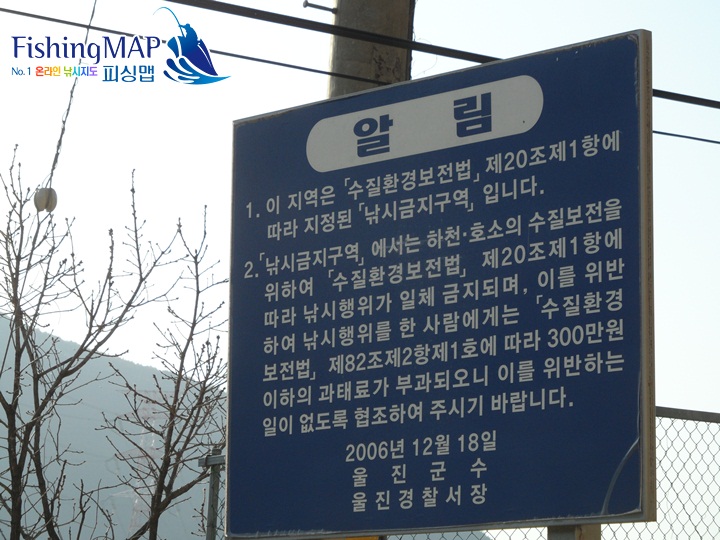 FishingMAP
No.1 온라인 낚시지도 피싱맵
알 림
1. 이 지역은 「수질환경보전법」 제20조제1항에
따라 지정된 「낚시금지구역」 입니다.
2.「낚시금지구역」 에서는 하천·호소의 수질보전을
위하여 「수질환경보전법」 제20조제1항에
따라 낚시행위가 일체 금지되며, 이를 위반
하여 낚시행위를 한 사람에게는 「수질환경
보전법」 제82조제2항제1호에 따라 300만원
이하의 과태료가 부과되오니 이를 위반하는
일이 없도록 협조하여 주시기 바랍니다.
2006년 12월 18일
울 진 군 수
울 진 경 찰 서 장